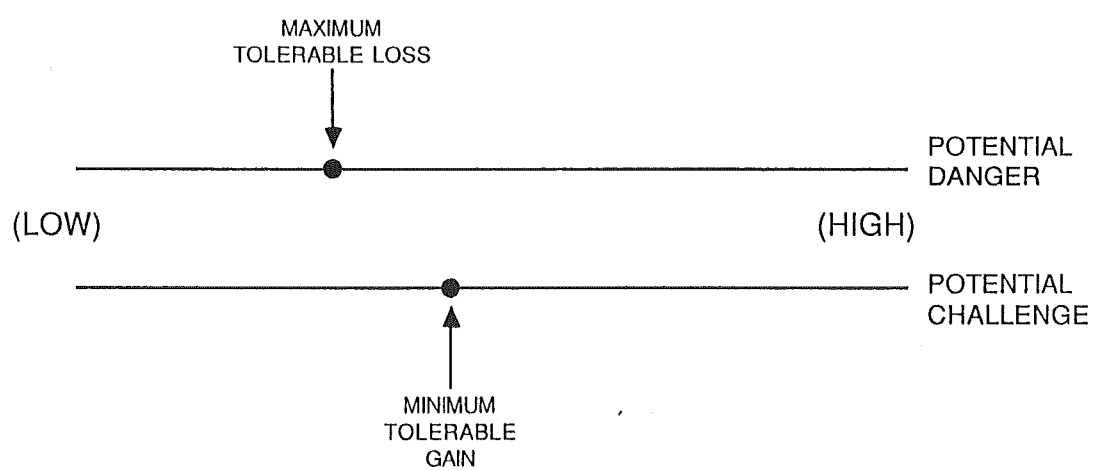 MAXIMUM
TOLERABLE LOSS
POTENTIAL
DANGER
(LOW)
(HIGH)
POTENTIAL
CHALLENGE
MINIMUM
TOLERABLE
GAIN